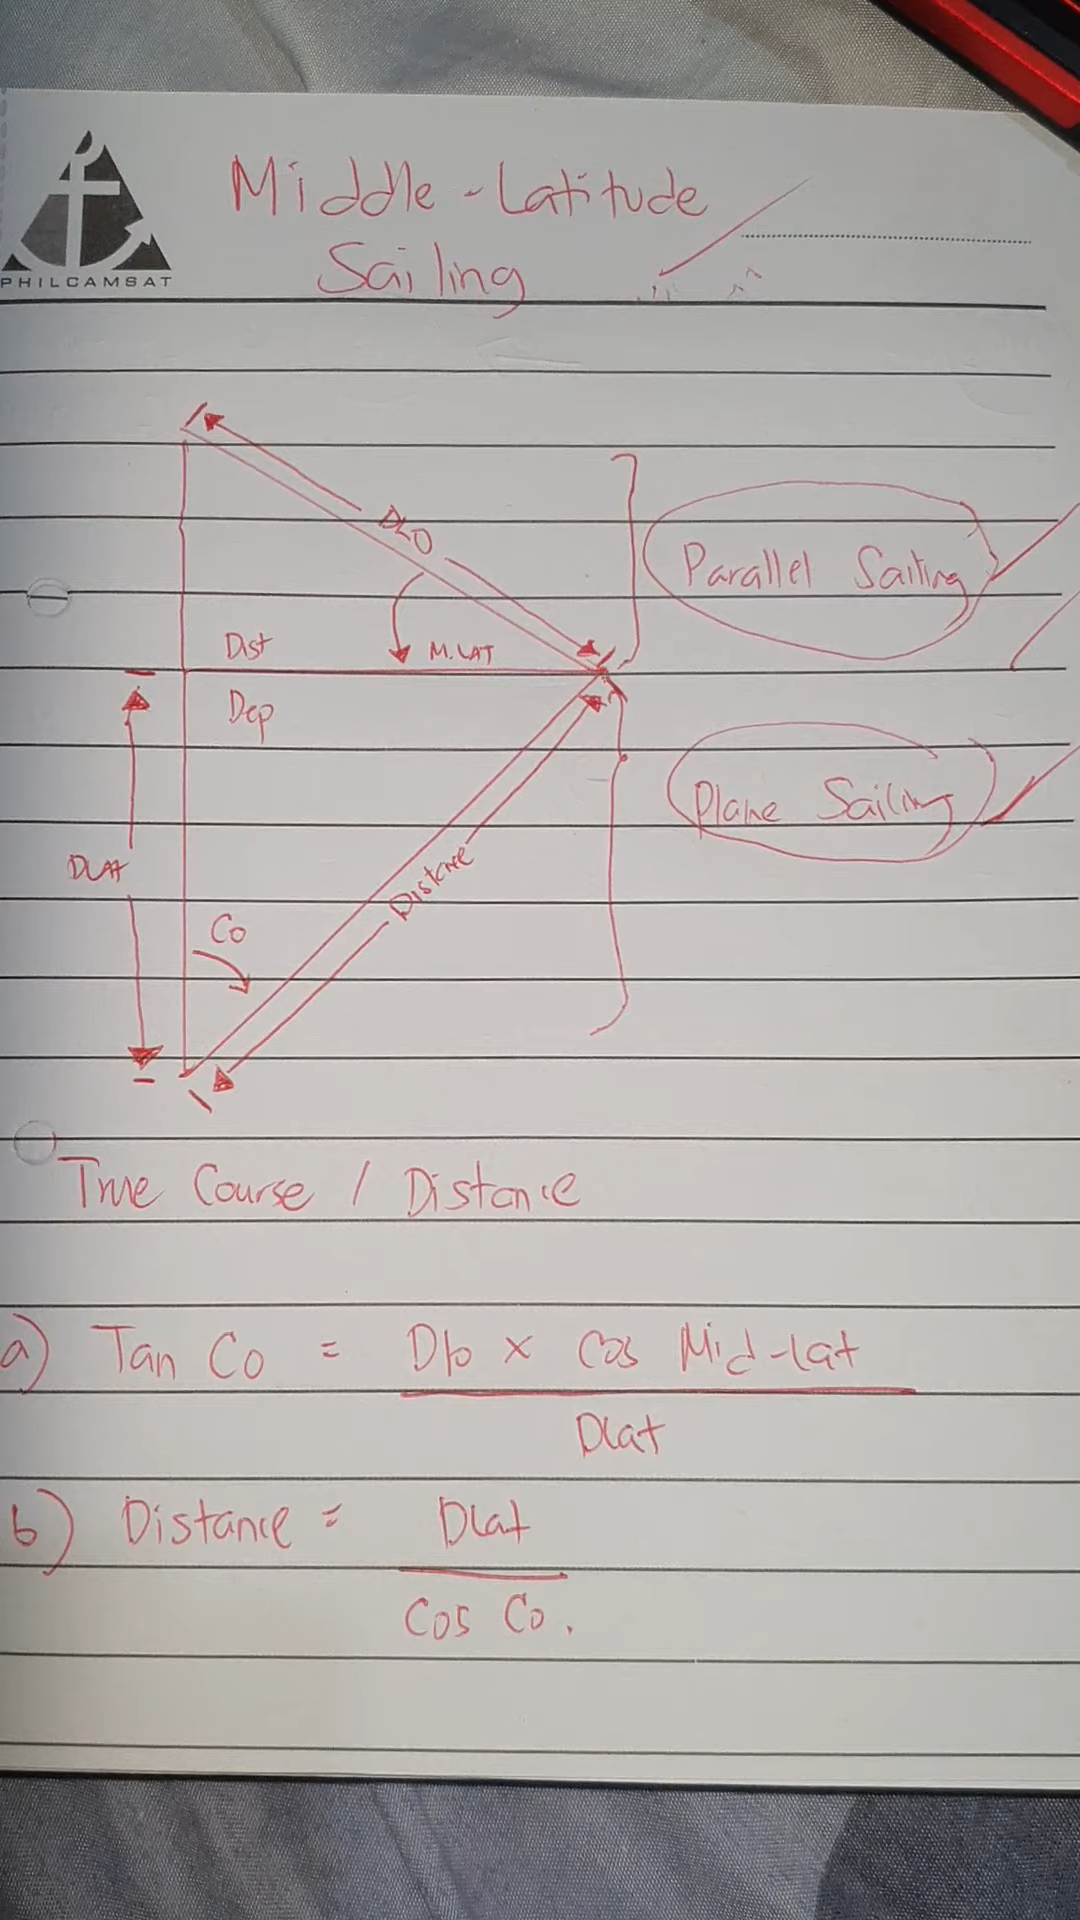 Middle-Latitude
Sailing
PHILCAMSAT
DLO
Parallel Sailing
Dist
M.LAT
Dep
Plane Sailing
DLAT
Distance
Co
True Course / Distance
a) Tan Co = Dlo x Cos Mid-Lat
Dlat
b) Distance = Dlat
Cos Co.